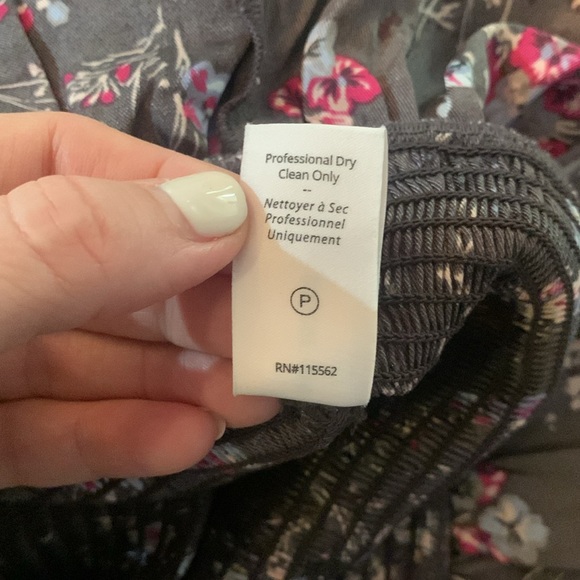 Professional Dry
Clean Only
--
Nettoyer à Sec
Professionnel
Uniquement
P
RN#115562